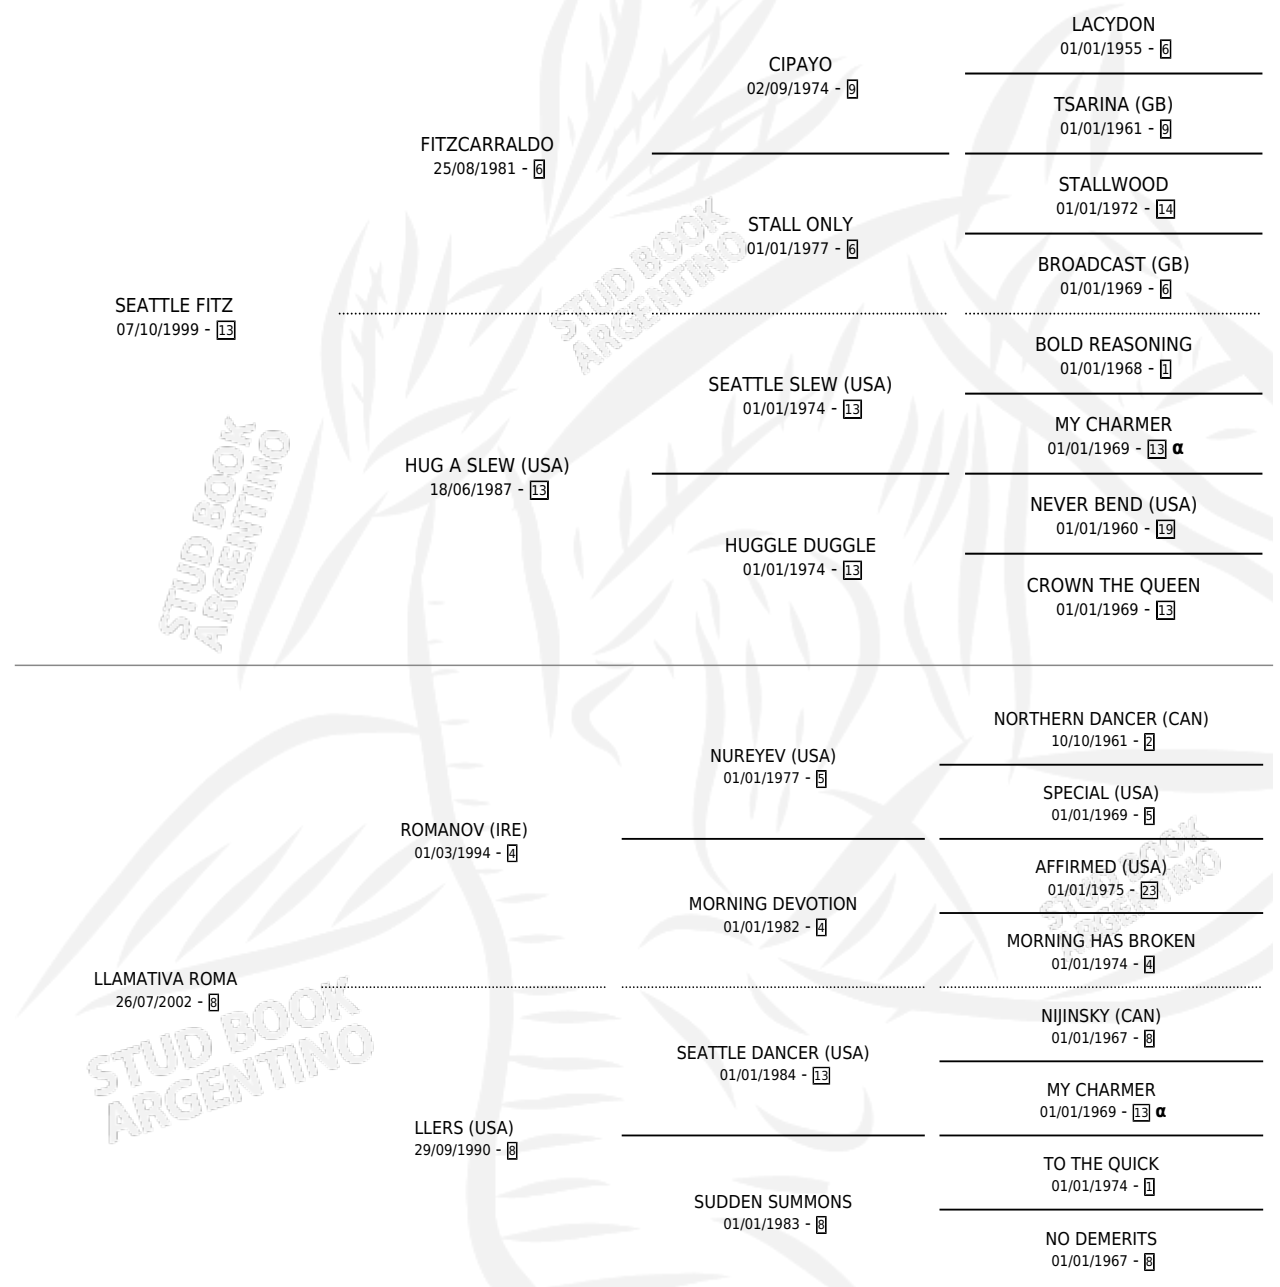 LACYDON
01/01/1955 - 6
CIPAYO
02/09/1974 - 9
TSARINA (GB)
01/01/1961 - 9
FITZCARRALDO
25/08/1981 - 6
STALLWOOD
01/01/1972 - 14
STALL ONLY
01/01/1977 - 6
BROADCAST (GB)
01/01/1969 - 6
SEATTLE FITZ
07/10/1999 - 13
STUD BOOK
ARGENTINO
BOLD REASONING
01/01/1968 - 1
SEATTLE SLEW (USA)
01/01/1974 - 13
MY CHARMER
01/01/1969 - 13 α
HUG A SLEW (USA)
18/06/1987 - 13
NEVER BEND (USA)
01/01/1960 - 19
HUGGLE DUGGLE
01/01/1974 - 13
CROWN THE QUEEN
01/01/1969 - 13
STUD BOOK
ARGENTINO
NORTHERN DANCER (CAN)
10/10/1961 - 2
NUREYEV (USA)
01/01/1977 - 5
SPECIAL (USA)
01/01/1969 - 5
ROMANOV (IRE)
01/03/1994 - 4
AFFIRMED (USA)
01/01/1975 - 23
STUD BOOK
ARGENTINO
MORNING DEVOTION
01/01/1982 - 4
MORNING HAS BROKEN
01/01/1974 - 4
LLAMATIVA ROMA
26/07/2002 - 8
STUD BOOK
ARGENTINO
NIJINSKY (CAN)
01/01/1967 - 8
SEATTLE DANCER (USA)
01/01/1984 - 13
MY CHARMER
01/01/1969 - 13 α
LLERS (USA)
29/09/1990 - 8
TO THE QUICK
01/01/1974 - 1
SUDDEN SUMMONS
01/01/1983 - 8
NO DEMERITS
01/01/1967 - 8